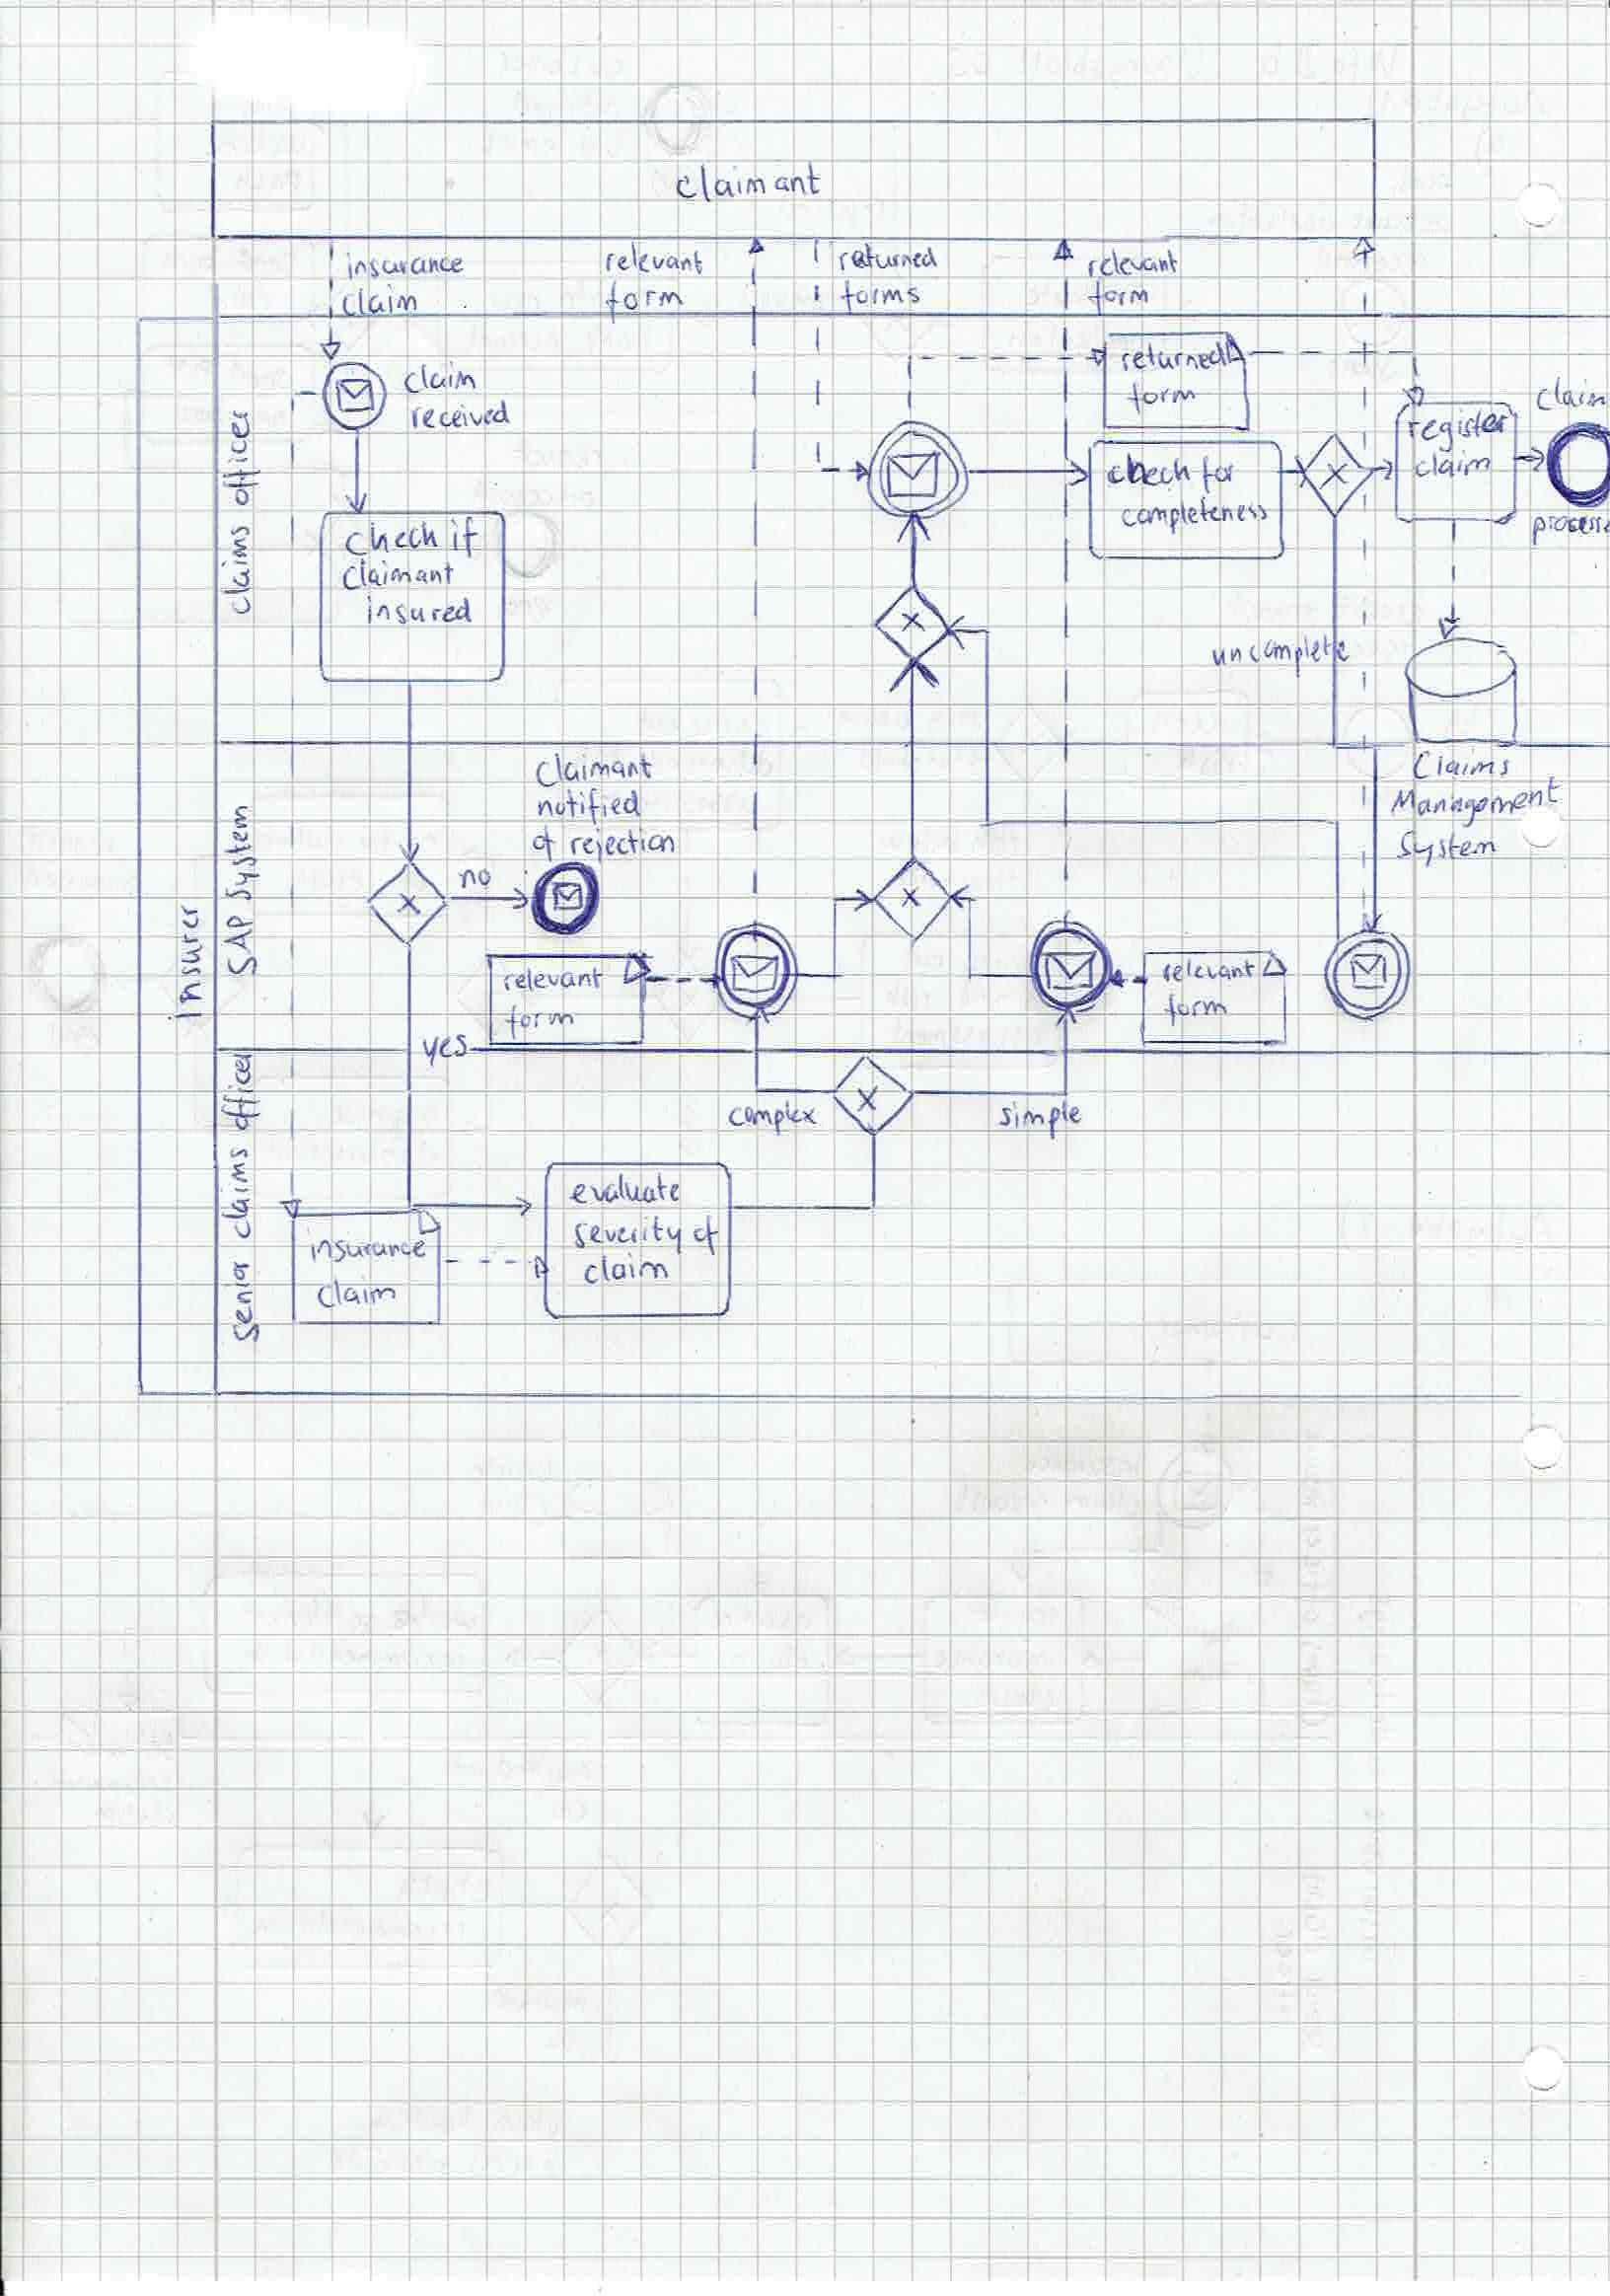 claimant
insurance
claim
relevant
form
returned
forms
relevant
form
Insurer
claims officer
SAP System
Senior claims officer
claim
received
returned
form
register
claim
claim
check if
claimant
insured
check for
completeness
uncomplete
Claims
Management
System
Claimant
notified
of rejection
no
yes
relevant
form
relevant
form
complex
simple
insurance
claim
evaluate
severity of
claim